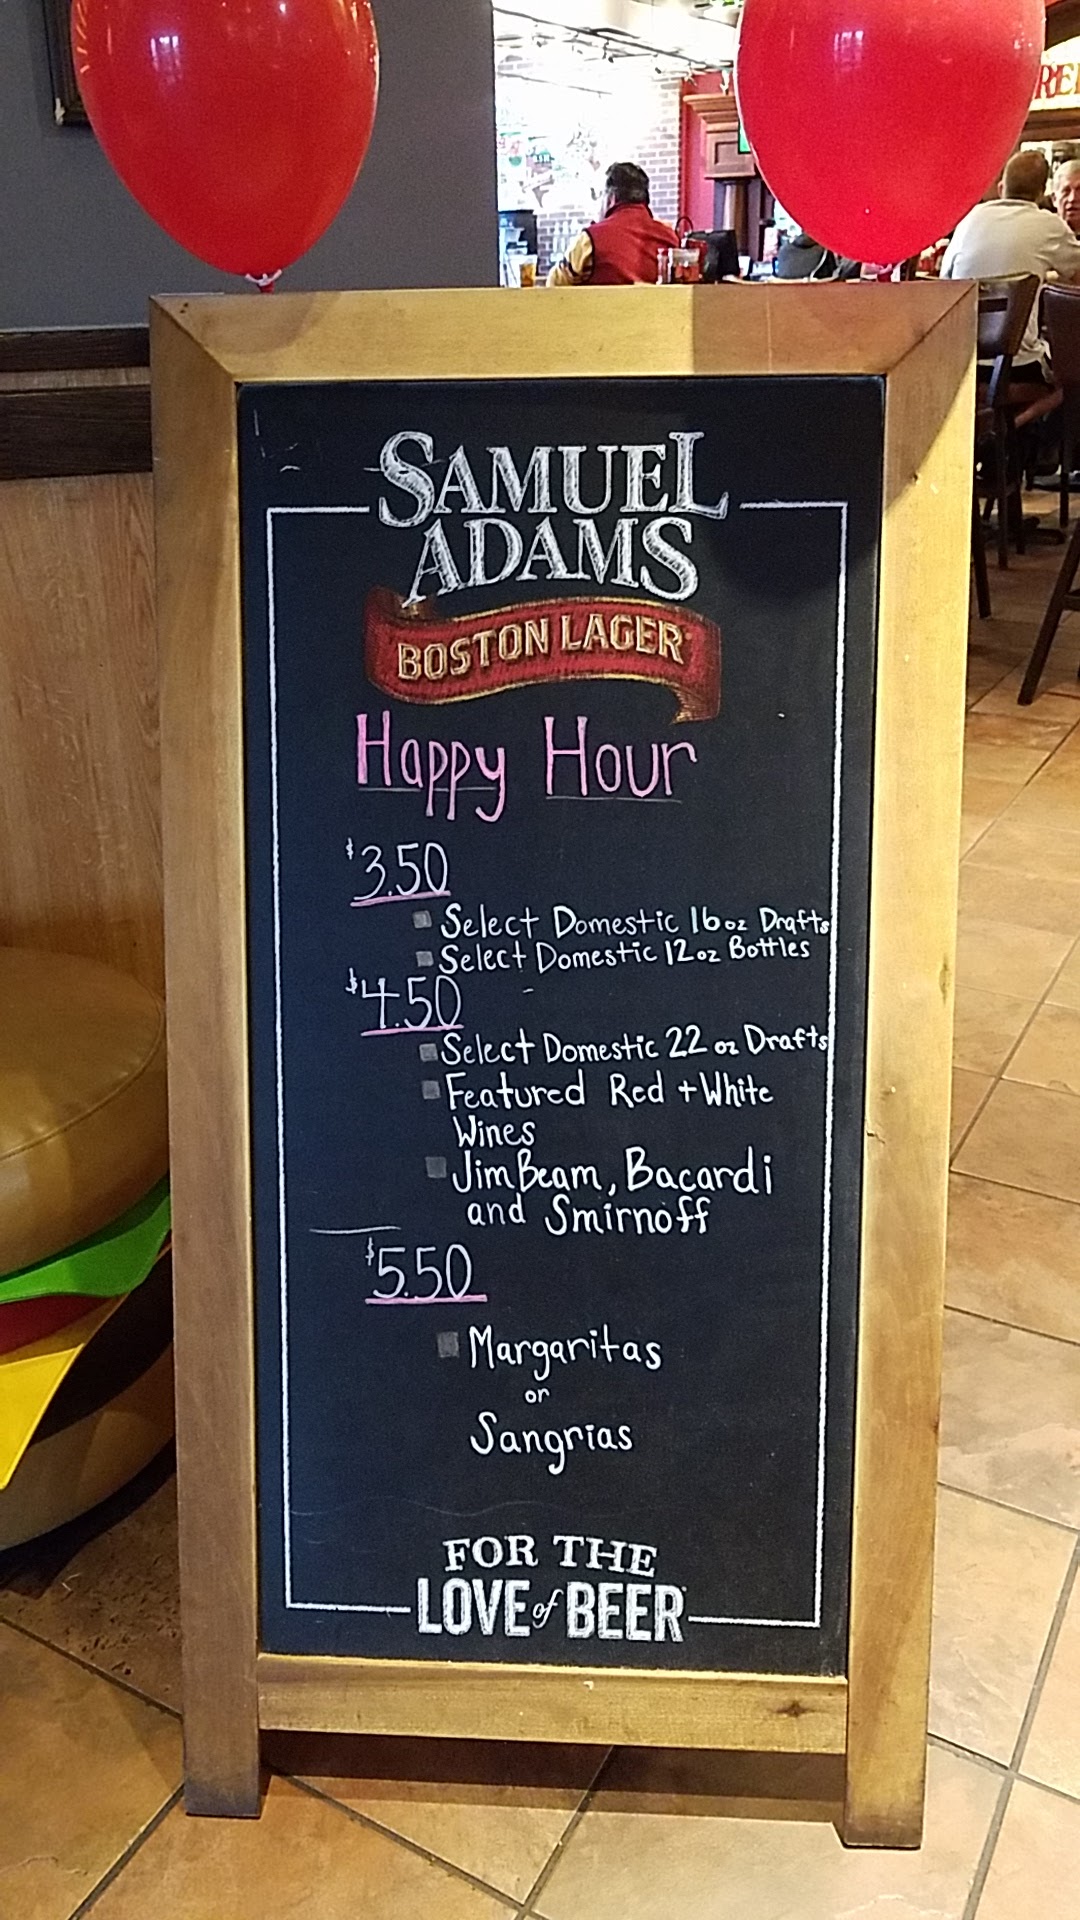 SAMUEL
ADAMS
BOSTON LAGER
Happy Hour
$3.50
Select Domestic 16oz Drafts
Select Domestic 12oz Bottles
$4.50
Select Domestic 22 oz Drafts
Featured Red + White
Wines
Jim Beam, Bacardi
and Smirnoff
$5.50
Margaritas
or
Sangrias
FOR THE
LOVE of BEER